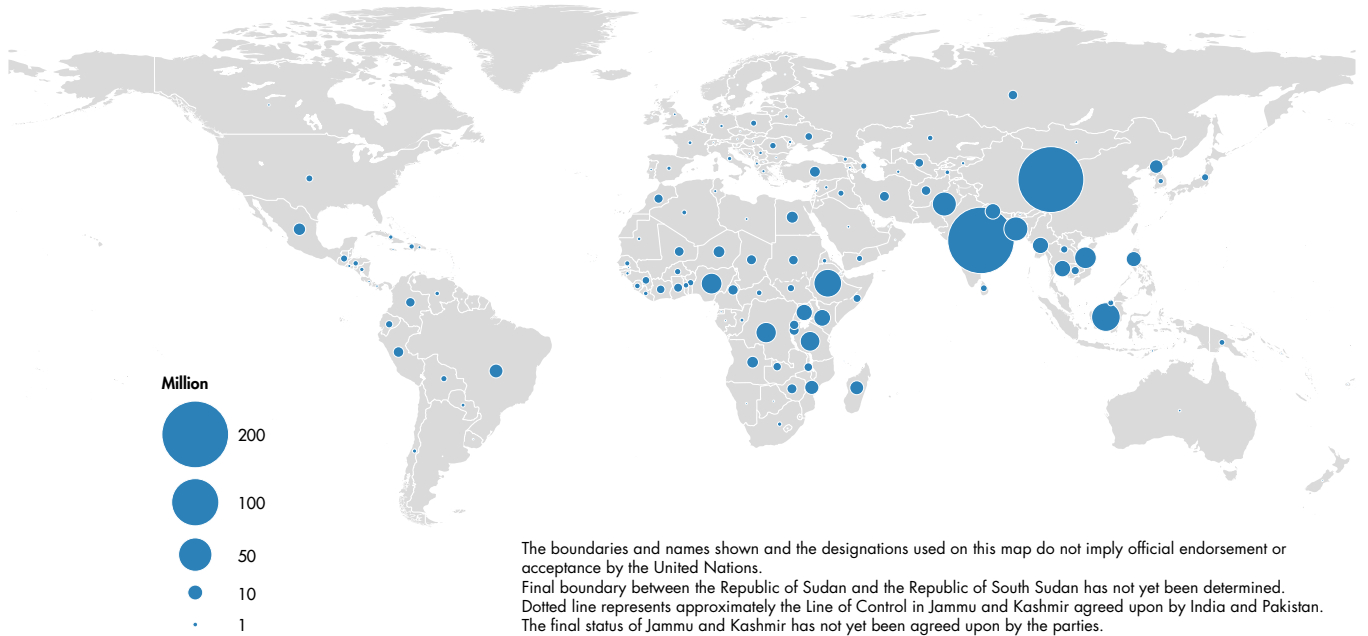 Million
200
100
50
10
1
The boundaries and names shown and the designations used on this map do not imply official endorsement or
acceptance by the United Nations.
Final boundary between the Republic of Sudan and the Republic of South Sudan has not yet been determined.
Dotted line represents approximately the Line of Control in Jammu and Kashmir agreed upon by India and Pakistan.
The final status of Jammu and Kashmir has not yet been agreed upon by the parties.